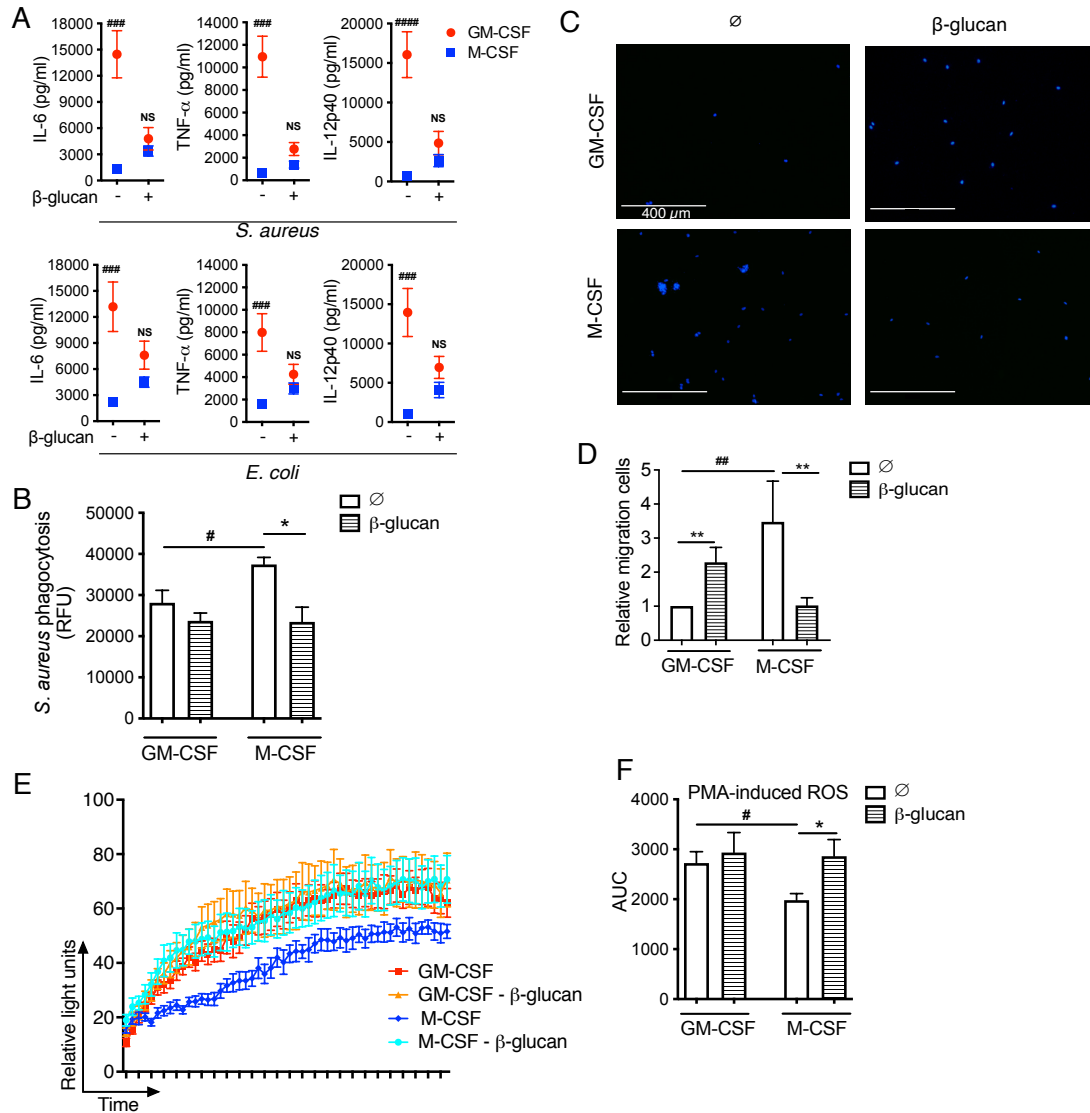 A
IL-6 (pg/ml)
18000
15000
12000
9000
6000
3000
0
###
NS
TNF-α (pg/ml)
14000
12000
10000
8000
6000
4000
2000
0
###
NS
IL-12p40 (pg/ml)
20000
15000
10000
5000
0
####
NS
GM-CSF
M-CSF
β-glucan
- +
- +
- +
S. aureus
IL-6 (pg/ml)
18000
15000
12000
9000
6000
3000
0
###
NS
TNF-α (pg/ml)
14000
12000
10000
8000
6000
4000
2000
0
###
NS
IL-12p40 (pg/ml)
20000
15000
10000
5000
0
###
NS
β-glucan
- +
- +
- +
E. coli
B
S. aureus phagocytosis
(RFU)
50000
40000
30000
20000
10000
0
#
*
∅
β-glucan
GM-CSF
M-CSF
C
∅
β-glucan
GM-CSF
M-CSF
400 µm
D
Relative migration cells
5
4
3
2
1
0
**
##
**
∅
β-glucan
GM-CSF
M-CSF
E
Relative light units
100
80
60
40
20
0
Time
GM-CSF
GM-CSF - β-glucan
M-CSF
M-CSF - β-glucan
F
PMA-induced ROS
AUC
4000
3000
2000
1000
0
#
*
∅
β-glucan
GM-CSF
M-CSF